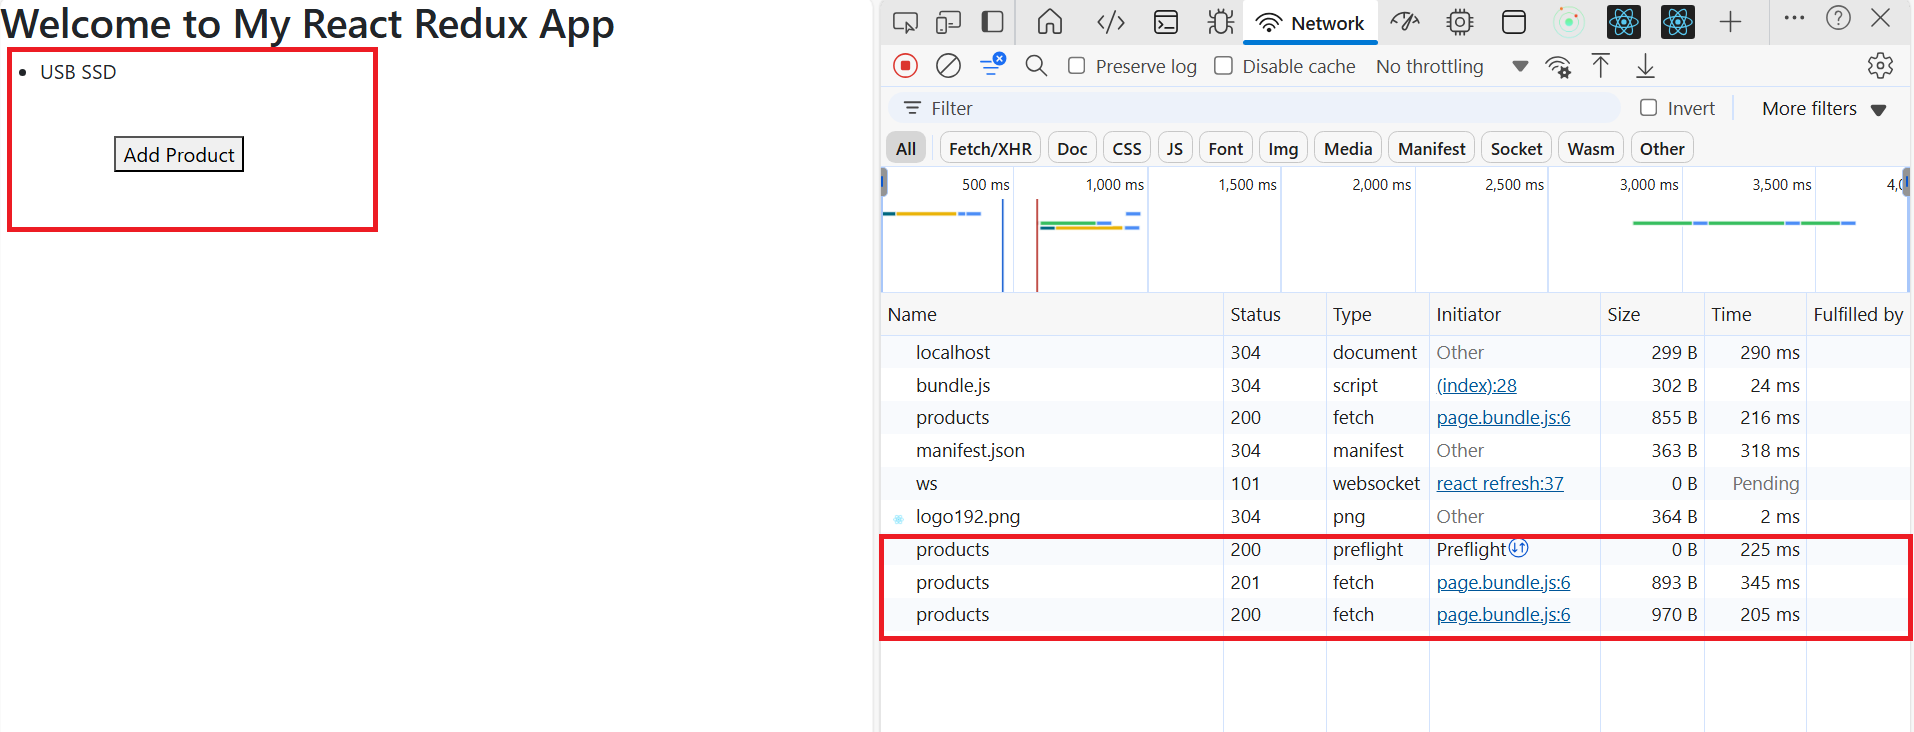 Welcome to My React Redux App
USB SSD
Add Product
Network
Preserve log Disable cache No throttling
Filter Invert More filters
All Fetch/XHR Doc CSS JS Font Img Media Manifest Socket Wasm Other
500 ms 1,000 ms 1,500 ms 2,000 ms 2,500 ms 3,000 ms 3,500 ms
Name Status Type Initiator Size Time Fulfilled by
localhost 304 document Other 299 B 290 ms
bundle.js 304 script (index):28 302 B 24 ms
products 200 fetch page.bundle.js:6 855 B 216 ms
manifest.json 304 manifest Other 363 B 318 ms
ws 101 websocket react refresh:37 0 B Pending
logo192.png 304 png Other 364 B 2 ms
products 200 preflight Preflight 0 B 225 ms
products 201 fetch page.bundle.js:6 893 B 345 ms
products 200 fetch page.bundle.js:6 970 B 205 ms